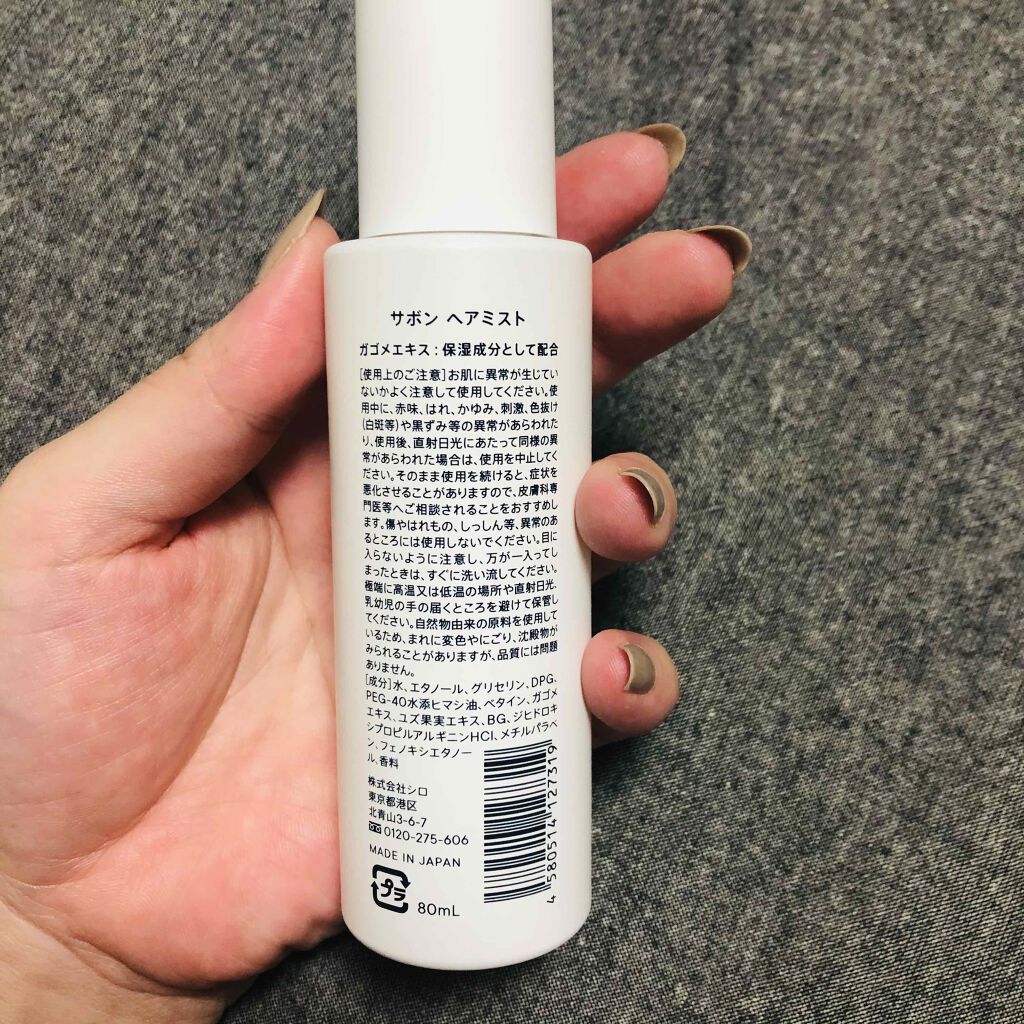 サボン ヘアミスト
ガゴメエキス:保湿成分として配合
[使用上のご注意]お肌に異常が生じてい
ないかよく注意して使用してください。使
用中に、赤味、はれ、かゆみ、刺激、色抜け
(白斑等)や黒ずみ等の異常があらわれた
り、使用後、直射日光にあたって同様の異
常があらわれた場合は、使用を中止してく
ださい。そのまま使用を続けると、症状を
悪化させることがありますので、皮膚科専
門医等へご相談されることをおすすめし
ます。傷やはれもの、しっしん等、異常のあ
るところには使用しないでください。目に
入らないように注意し、万が一入ってし
まったときは、すぐに洗い流してください。
極端に高温又は低温の場所や直射日光、
乳幼児の手の届くところを避けて保管し
てください。自然物由来の原料を使用して
いるため、まれに変色やにごり、沈殿物が
みられることがありますが、品質には問題
ありません。
[成分]水、エタノール、グリセリン、DPG、
PEG-40水添ヒマシ油、ベタイン、ガゴメ
エキス、ユズ果実エキス、BG、ジヒドロキ
シプロピルアルギニンHCl、メチルパラベ
ン、フェノキシエタノー
ル、香料
株式会社シロ
東京都港区
北青山3-6-7
0120-275-606
MADE IN JAPAN
プラ
80mL
4 580514 127319